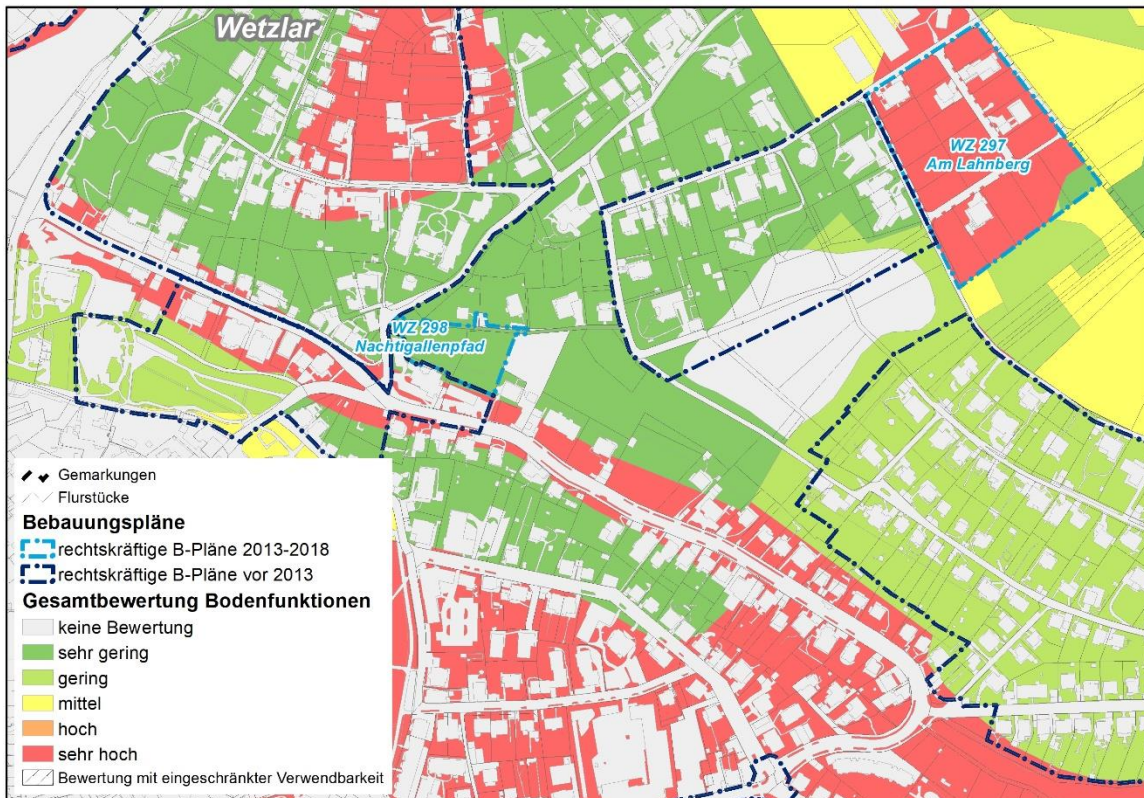 Wetzlar
WZ 297
Am Lahnberg
WZ 298
Nachtigallenpfad
Gemarkungen
Flurstücke
Bebauungspläne
rechtskräftige B-Pläne 2013-2018
rechtskräftige B-Pläne vor 2013
Gesamtbewertung Bodenfunktionen
keine Bewertung
sehr gering
gering
mittel
hoch
sehr hoch
Bewertung mit eingeschränkter Verwendbarkeit